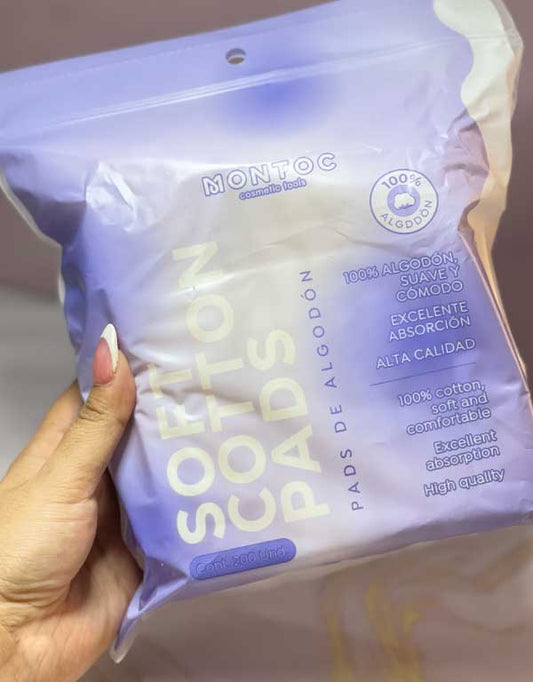 MONTOC
cosmetic tools
100%
ALGODÓN
SOFT
COTTON
PADS
PADS DE ALGODÓN
100% ALGODÓN,
SUAVE Y
CÓMODO
EXCELENTE
ABSORCIÓN
ALTA CALIDAD
100% cotton,
soft and
comfortable
Excellent
absorption
High quality
Cont. 200 Und.